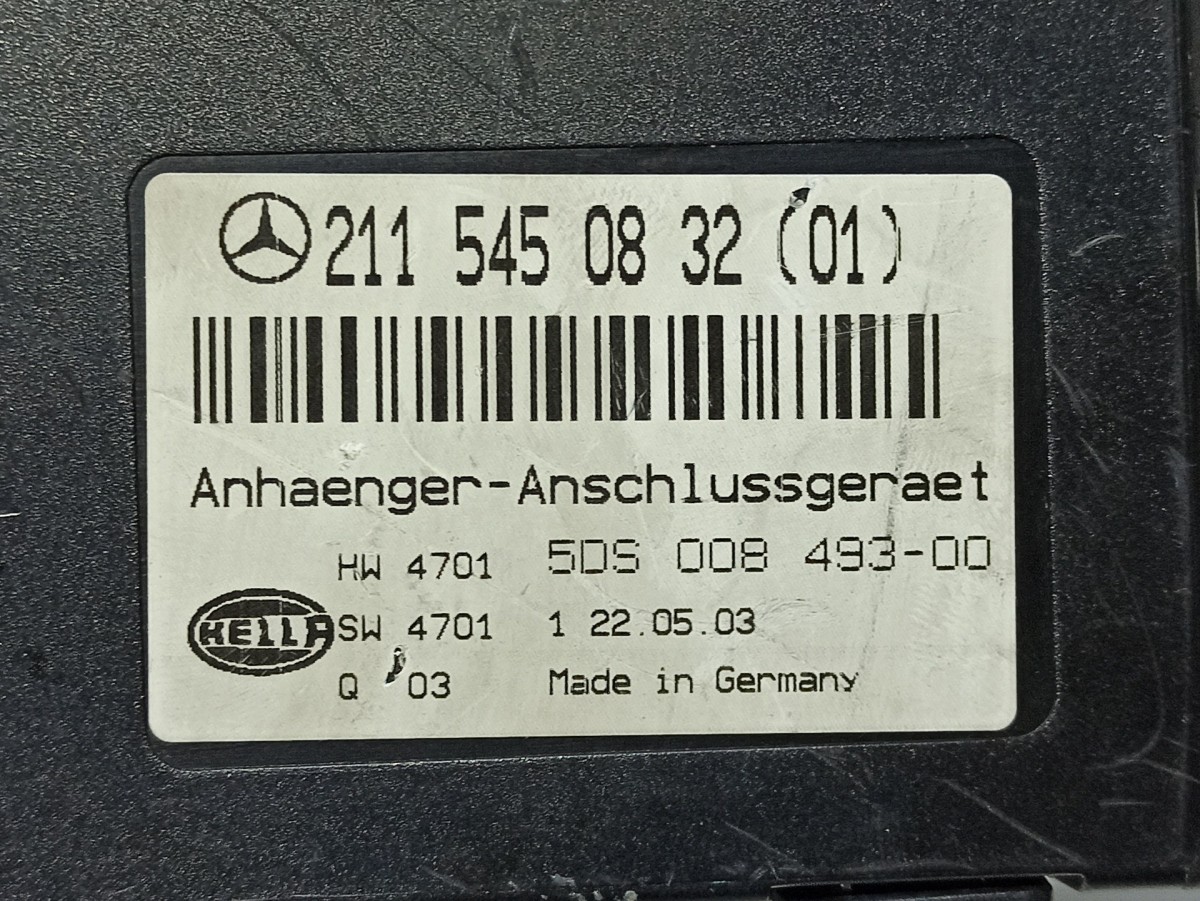 211 545 08 32 (01)
Anhaenger-Anschlussgeraet
HW 4701 5DS 008 493-00
HELLA SW 4701 1 22.05.03
Q 03 Made in Germany